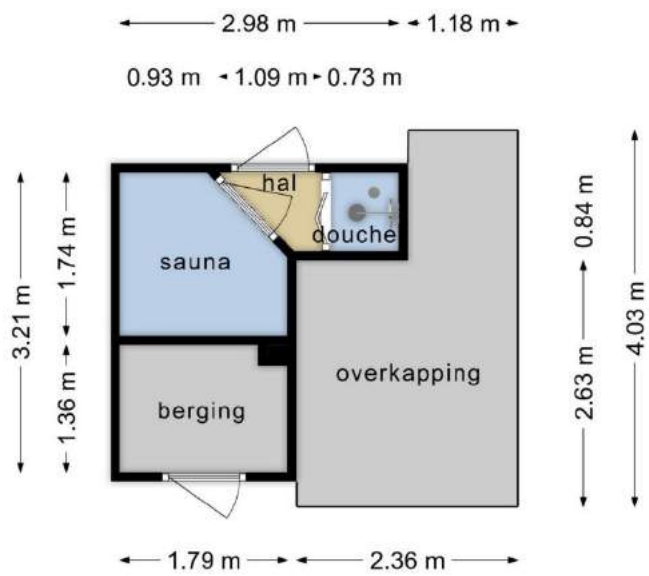 2.98 m 1.18 m
0.93 m 1.09 m 0.73 m
hal
douche
sauna
berging
overkapping
3.21 m
1.74 m
1.36 m
0.84 m
2.63 m
4.03 m
1.79 m 2.36 m